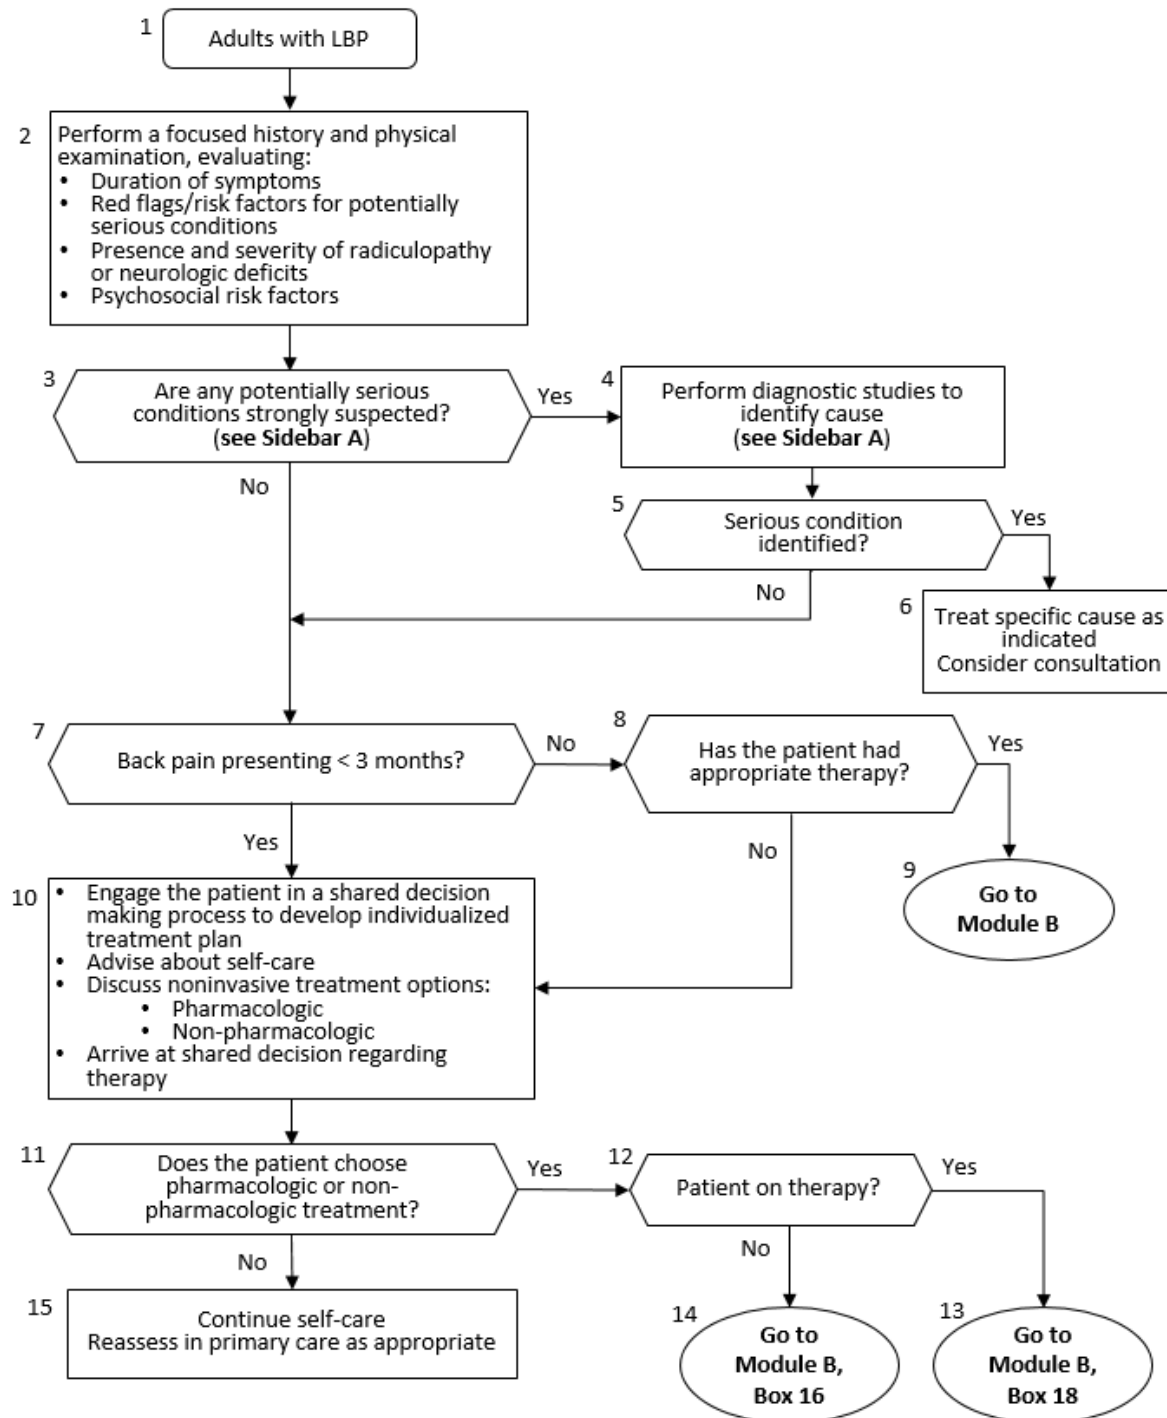 1
Adults with LBP
2
Perform a focused history and physical
examination, evaluating:
• Duration of symptoms
• Red flags/risk factors for potentially
serious conditions
• Presence and severity of radiculopathy
or neurologic deficits
• Psychosocial risk factors
3
Are any potentially serious
conditions strongly suspected?
(see Sidebar A)
Yes
No
4
Perform diagnostic studies to
identify cause
(see Sidebar A)
5
Serious condition
identified?
Yes
No
6
Treat specific cause as
indicated
Consider consultation
7
Back pain presenting < 3 months?
No
Yes
8
Has the patient had
appropriate therapy?
Yes
No
9
Go to
Module B
10
• Engage the patient in a shared decision
making process to develop individualized
treatment plan
• Advise about self-care
• Discuss noninvasive treatment options:
• Pharmacologic
• Non-pharmacologic
• Arrive at shared decision regarding
therapy
11
Does the patient choose
pharmacologic or non-
pharmacologic treatment?
Yes
No
12
Patient on therapy?
Yes
No
15
Continue self-care
Reassess in primary care as appropriate
14
Go to
Module B,
Box 16
13
Go to
Module B,
Box 18